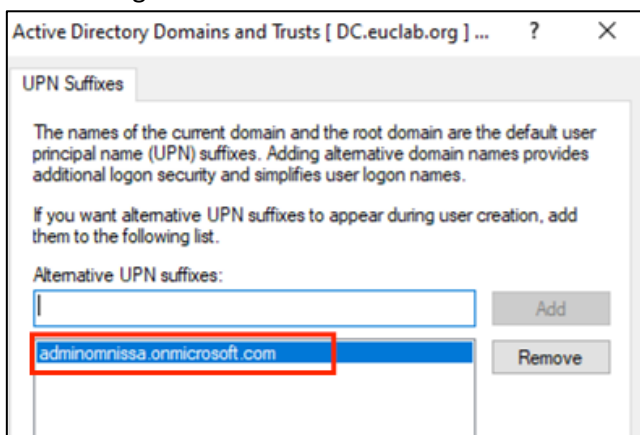 Active Directory Domains and Trusts [ DC.euclab.org ] ... ? ×
UPN Suffixes
The names of the current domain and the root domain are the default user
principal name (UPN) suffixes. Adding alternative domain names provides
additional logon security and simplifies user logon names.
If you want alternative UPN suffixes to appear during user creation, add
them to the following list.
Alternative UPN suffixes:
Add
adminomnissa.onmicrosoft.com
Remove